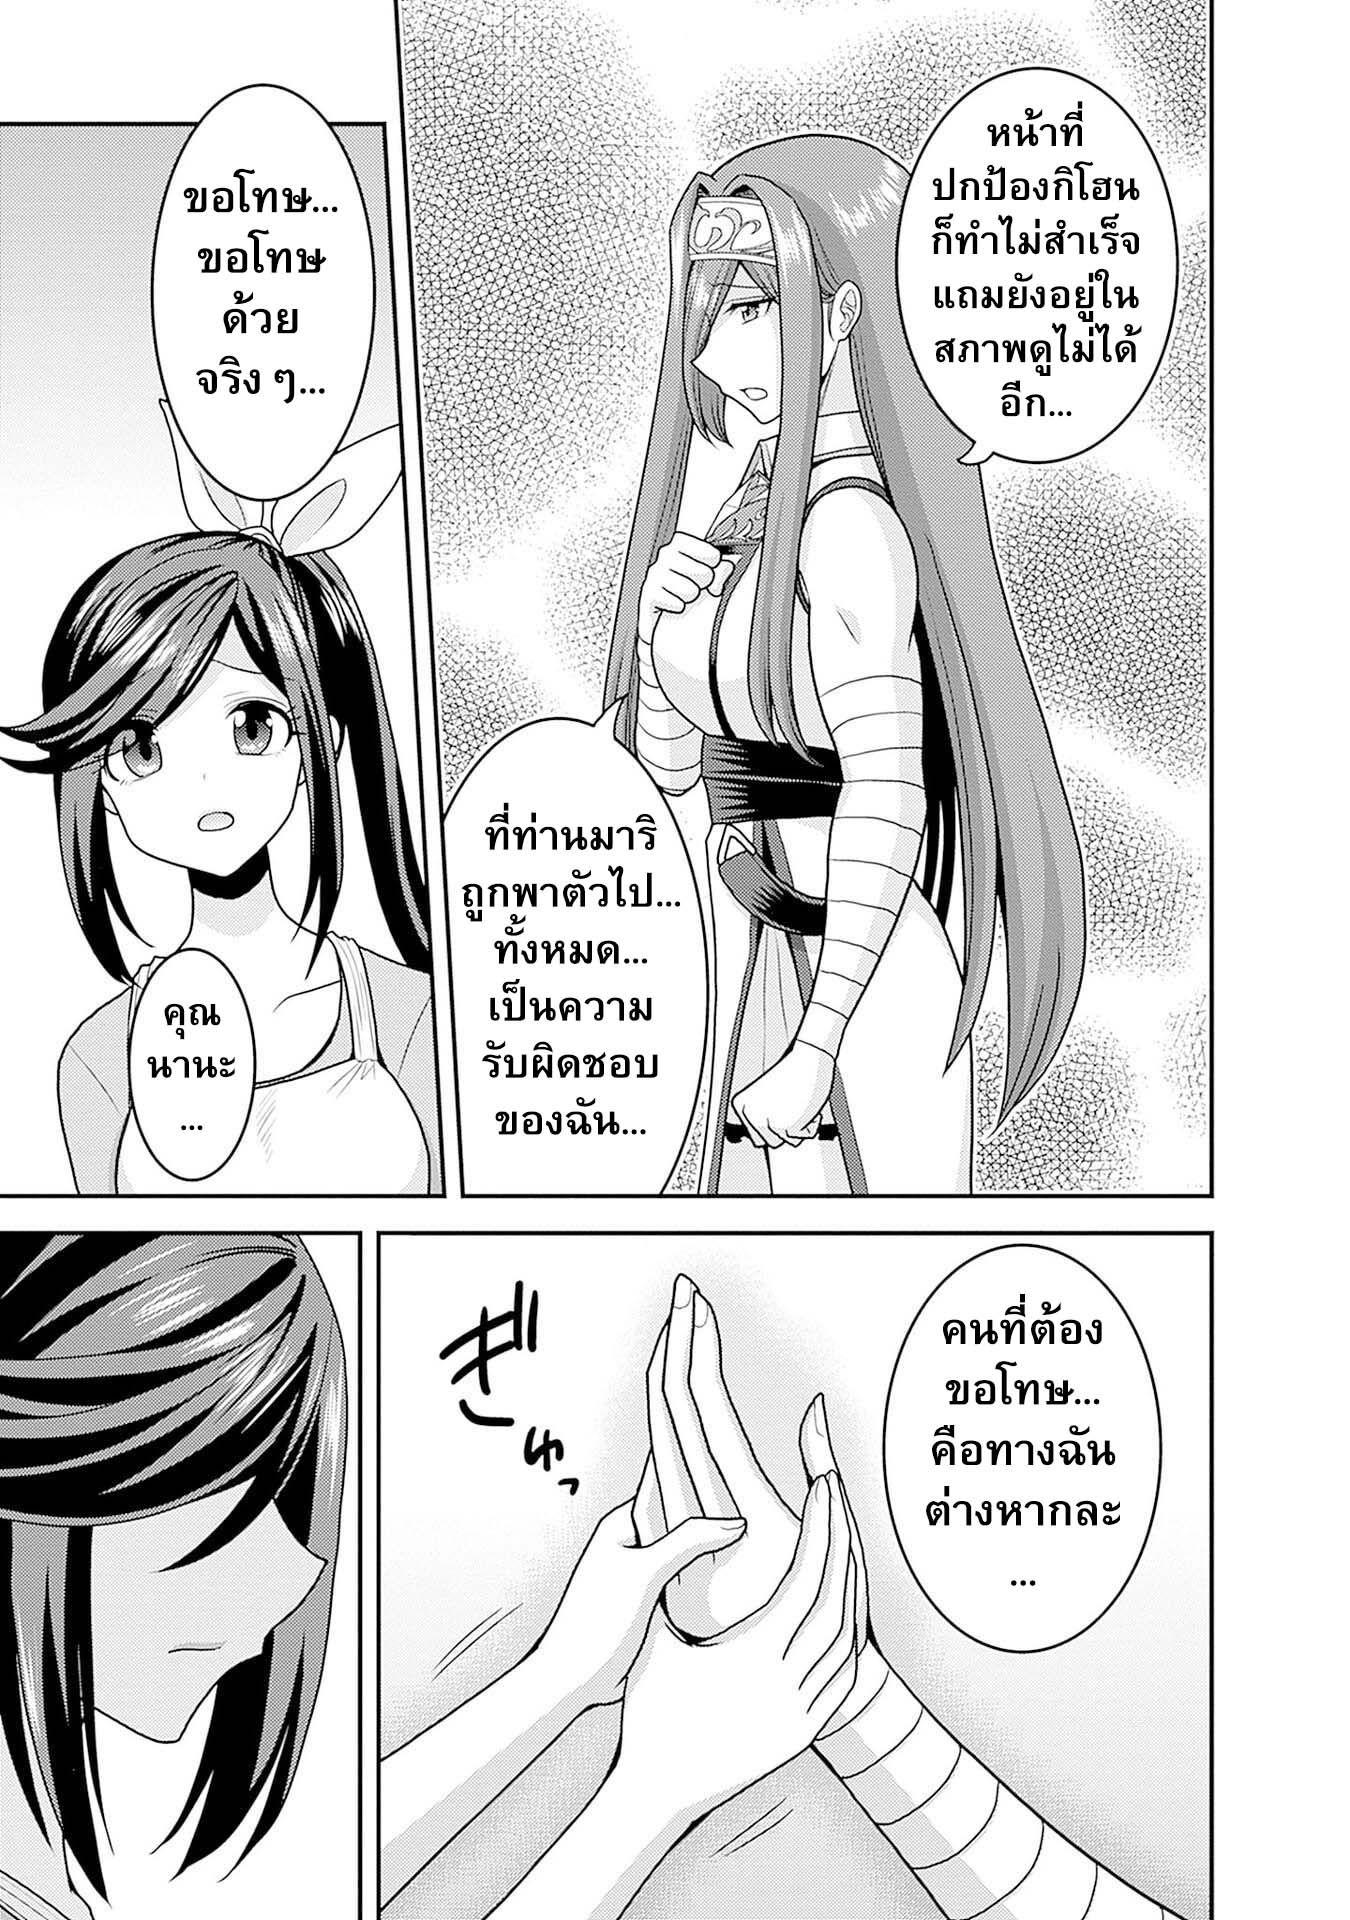 หน้าที่
ปกป้องกิโฮน
ก็ทำไม่สำเร็จ
แถมยังอยู่ใน
สภาพดูไม่ได้
อีก...
ที่ท่านมาริ
ถูกพาตัวไป...
ทั้งหมด...
เป็นความ
รับผิดชอบ
ของฉัน...
ขอโทษ...
ขอโทษ
ด้วย
จริง ๆ...
คุณ
นานะ
...
คนที่ต้อง
ขอโทษ...
คือทางฉัน
ต่างหากละ
...
ぎゅっ